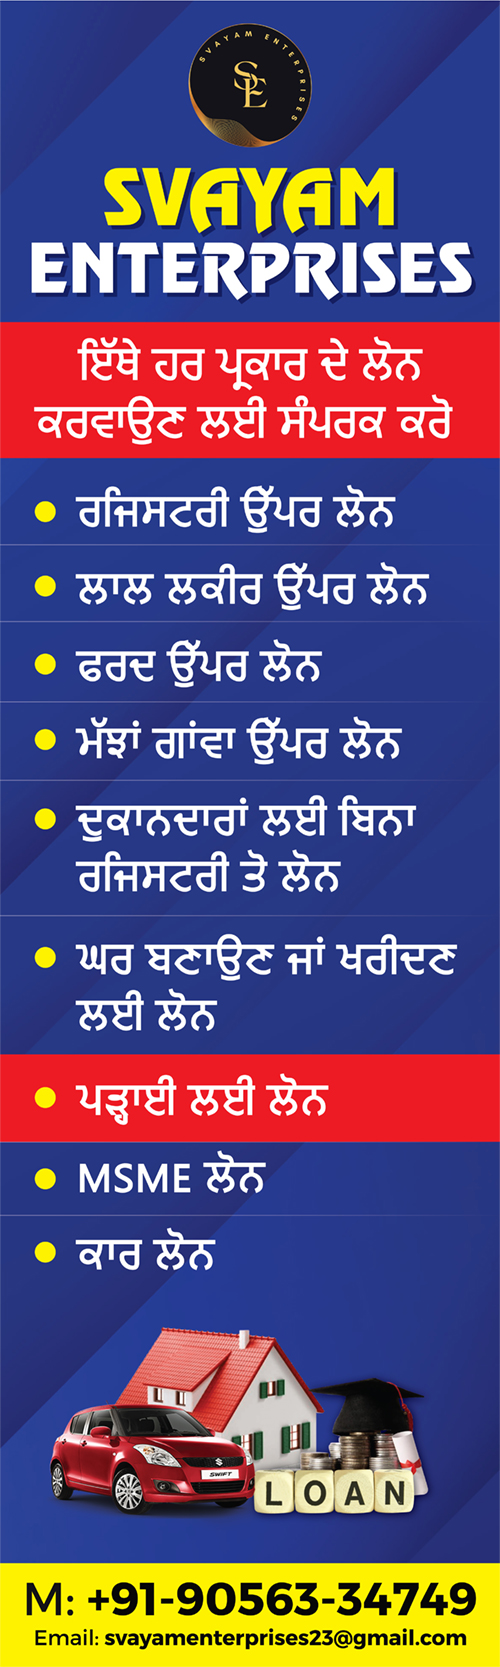 SVAYAM ENTERPRISES
SE
SVAYAM
ENTERPRISES
ਇੱਥੇ ਹਰ ਪ੍ਰਕਾਰ ਦੇ ਲੋਨ
ਕਰਵਾਉਣ ਲਈ ਸੰਪਰਕ ਕਰੋ
• ਰਜਿਸਟਰੀ ਉੱਪਰ ਲੋਨ
• ਲਾਲ ਲਕੀਰ ਉੱਪਰ ਲੋਨ
• ਫਰਦ ਉੱਪਰ ਲੋਨ
• ਮੱਝਾਂ ਗਾਂਵਾ ਉੱਪਰ ਲੋਨ
• ਦੁਕਾਨਦਾਰਾਂ ਲਈ ਬਿਨਾ
ਰਜਿਸਟਰੀ ਤੋ ਲੋਨ
• ਘਰ ਬਣਾਉਣ ਜਾਂ ਖਰੀਦਣ
ਲਈ ਲੋਨ
• ਪੜ੍ਹਾਈ ਲਈ ਲੋਨ
• MSME ਲੋਨ
• ਕਾਰ ਲੋਨ
SWIFT
LOAN
M: +91-90563-34749
Email: svayamenterprises23@gmail.com